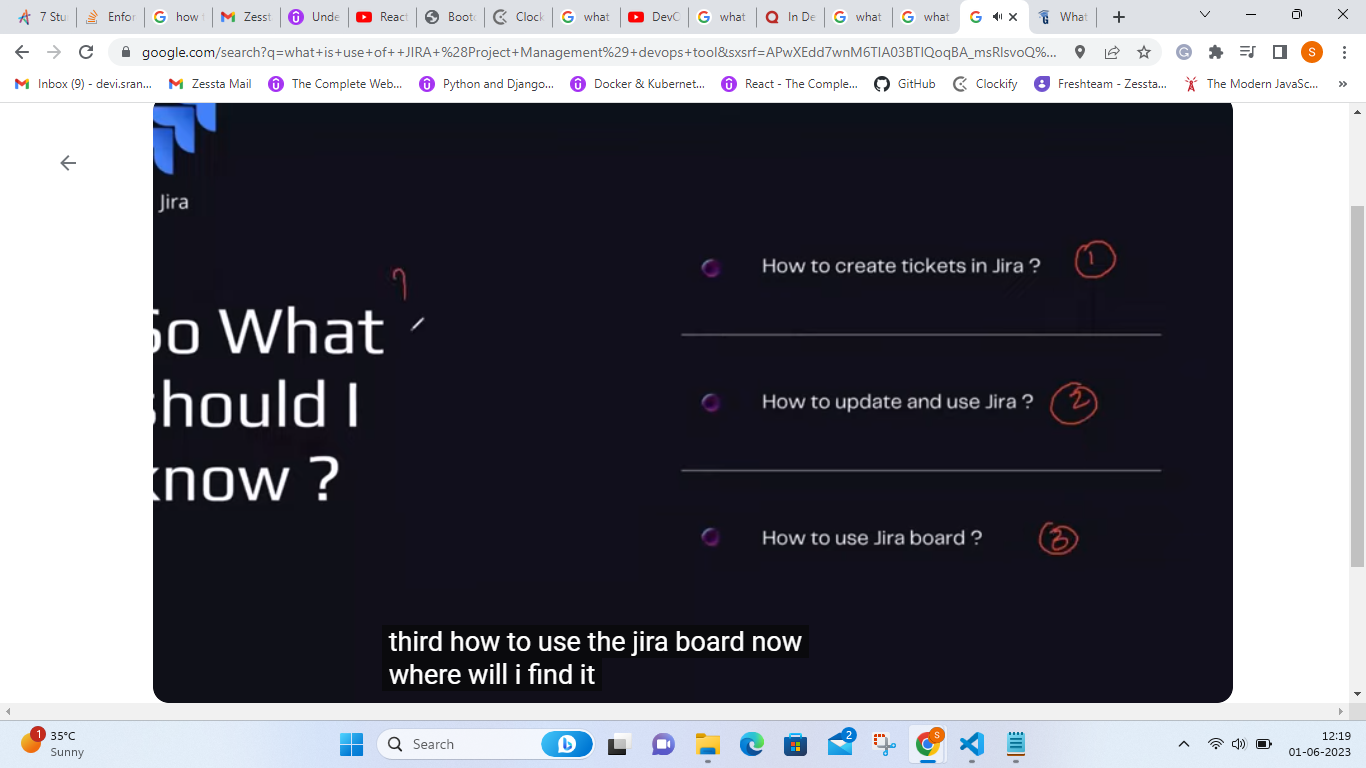 7 Stu
Enfor
how t
Zesst
Unde
React
Booto
Clock
what
DevO
what
In De
what
what
What
google.com/search?q=what+is+use+of++JIRA+%28Project+Management%29+devops+tool&sxsrf=APwXEdd7wnM6TIA03BTIQoqBA_msRlsvoQ%...
S
Inbox (9) - devi.sran...
Zessta Mail
The Complete Web...
Python and Django...
Docker & Kubernet...
React - The Comple...
GitHub
Clockify
Freshteam - Zessta...
The Modern JavaSc...
»
Jira
So What
should I
know ?
How to create tickets in Jira ?
1
How to update and use Jira ?
2
How to use Jira board ?
3
third how to use the jira board now
where will i find it
1
35°C
Sunny
Search
2
S
12:19
01-06-2023